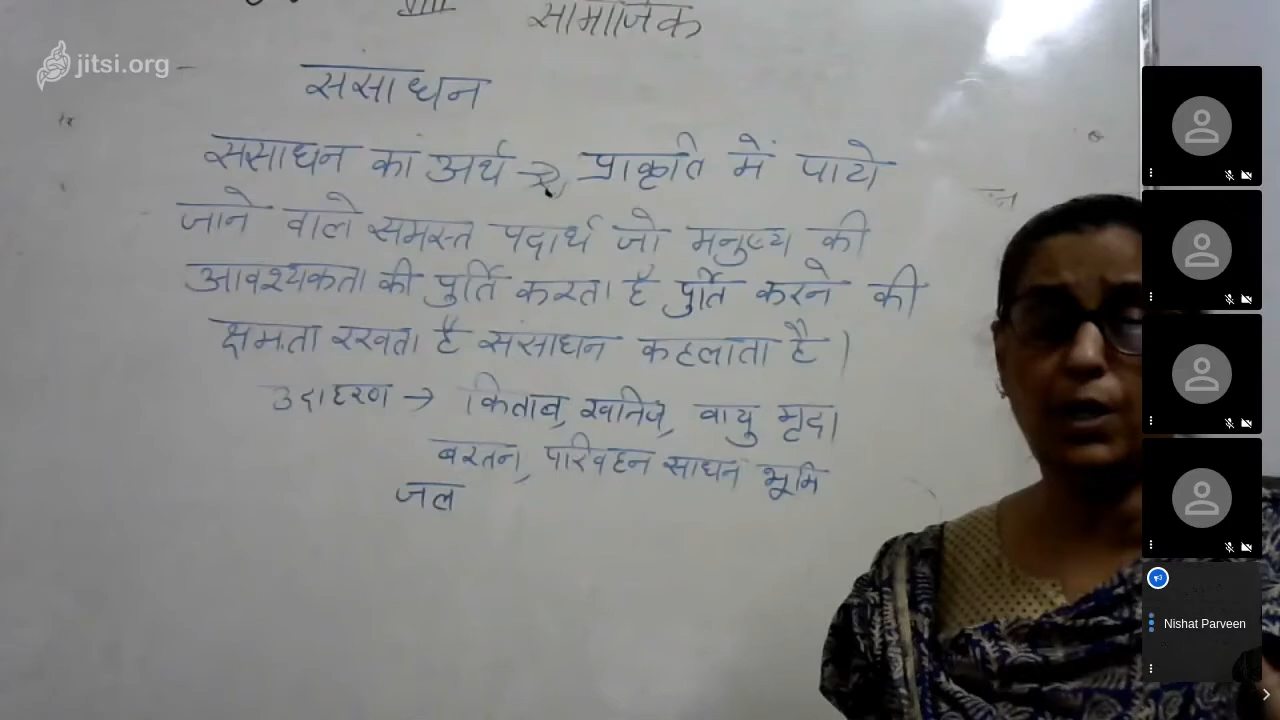 VIII सामाजिक
jitsi.org
संसाधन
संसाधन का अर्थ → प्राकृति में पाये
जाने वाले समस्त पदार्थ जो मनुष्य की
आवश्यकता की पुर्ति करता है पुर्ति करने की
क्षमता रखता है संसाधन कहलाता है।
उदाहरण → किताब, खनिज, वायु मृदा
बरतन, परिवहन साधन भूमि
जल
Nishat Parveen